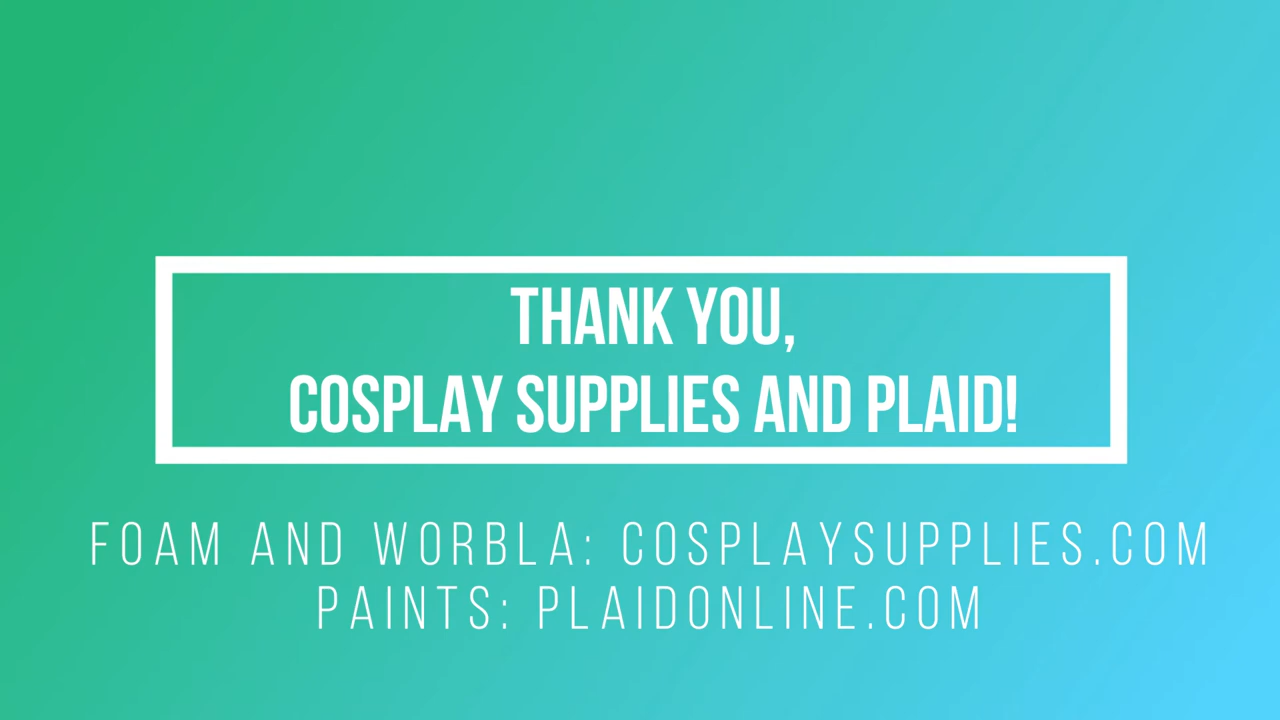 THANK YOU,
COSPLAY SUPPLIES AND PLAID!
FOAM AND WORBLA: COSPLAYSUPPLIES.COM
PAINTS: PLAIDONLINE.COM